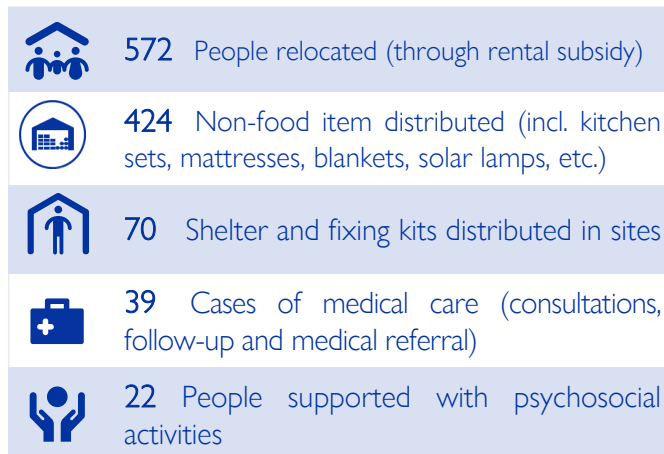 572 People relocated (through rental subsidy)
424 Non-food item distributed (incl. kitchen
sets, mattresses, blankets, solar lamps, etc.)
70 Shelter and fixing kits distributed in sites
39 Cases of medical care (consultations,
follow-up and medical referral)
22 People supported with psychosocial
activities